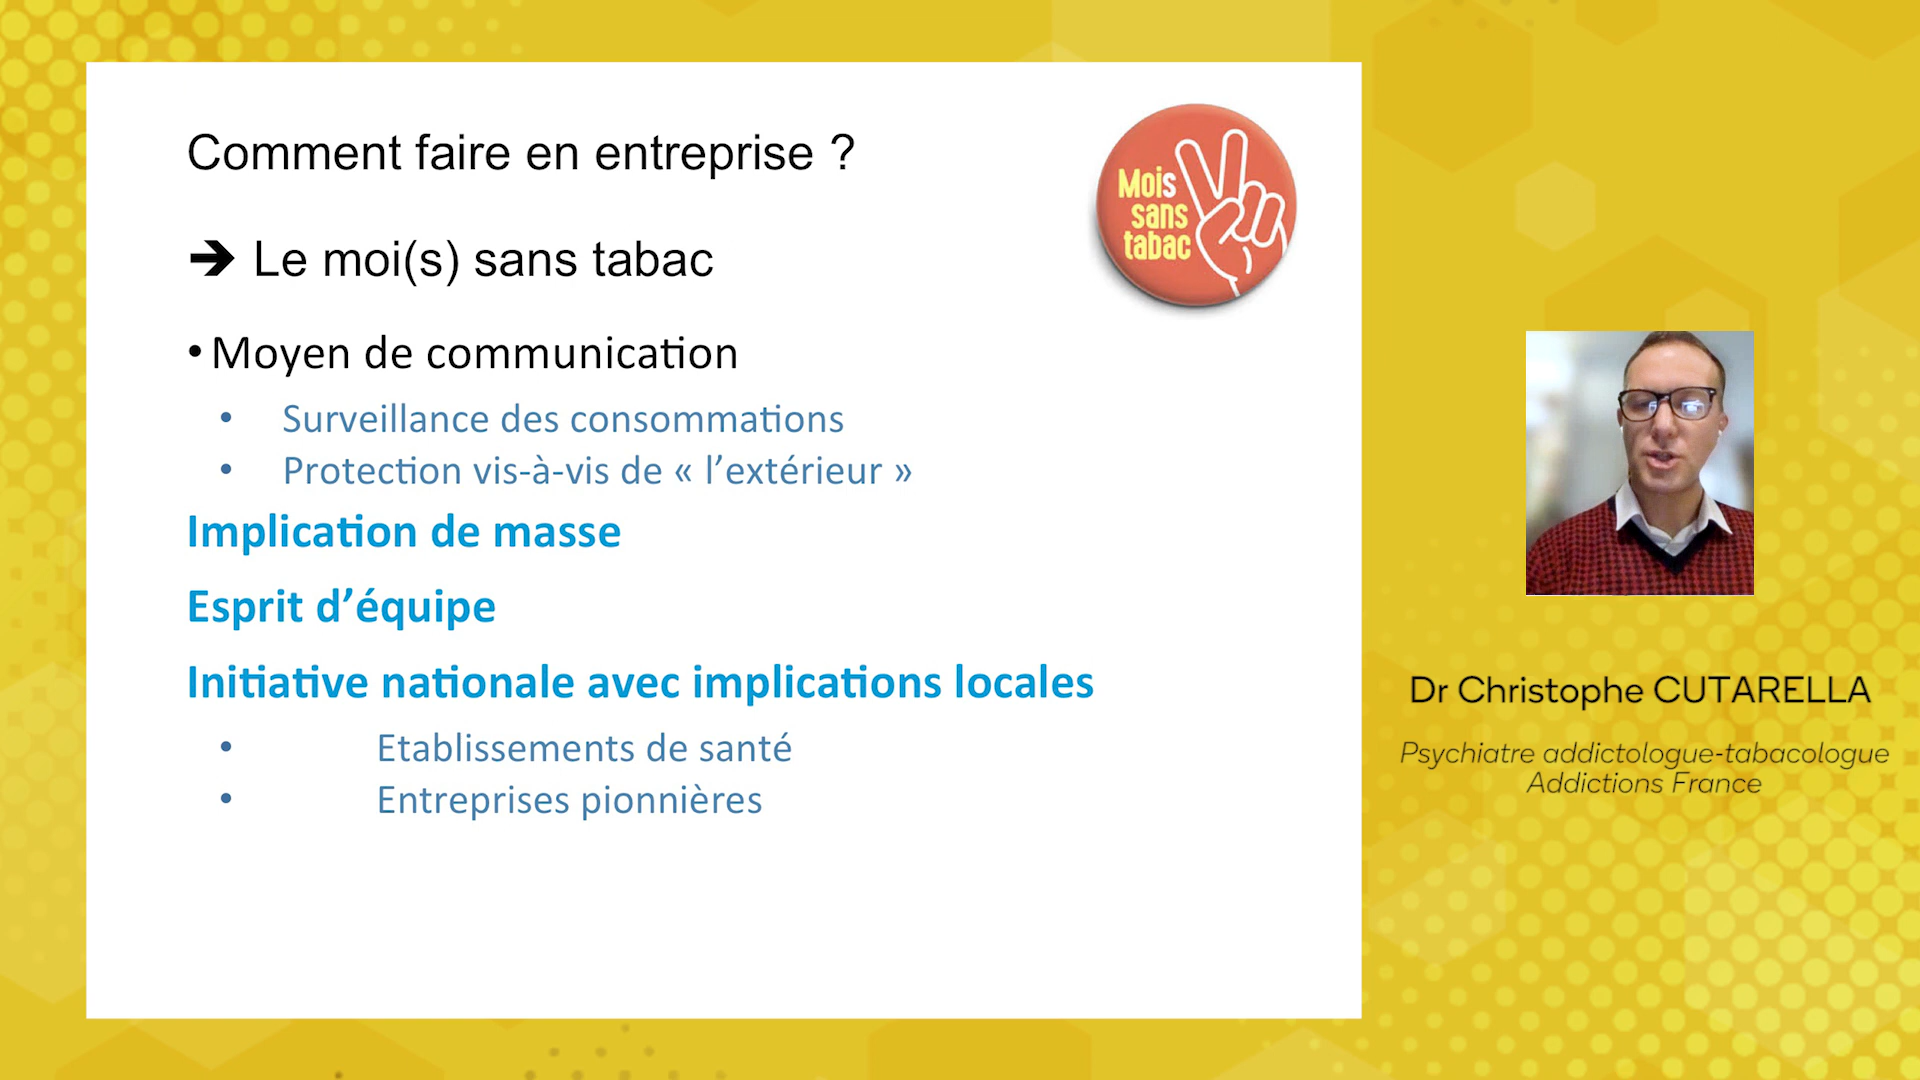 Comment faire en entreprise ?
➔ Le moi(s) sans tabac
• Moyen de communication
• Surveillance des consommations
• Protection vis-à-vis de « l’extérieur »
Implication de masse
Esprit d’équipe
Initiative nationale avec implications locales
• Etablissements de santé
• Entreprises pionnières
Mois
sans
tabac
Dr Christophe CUTARELLA
Psychiatre addictologue-tabacologue
Addictions France